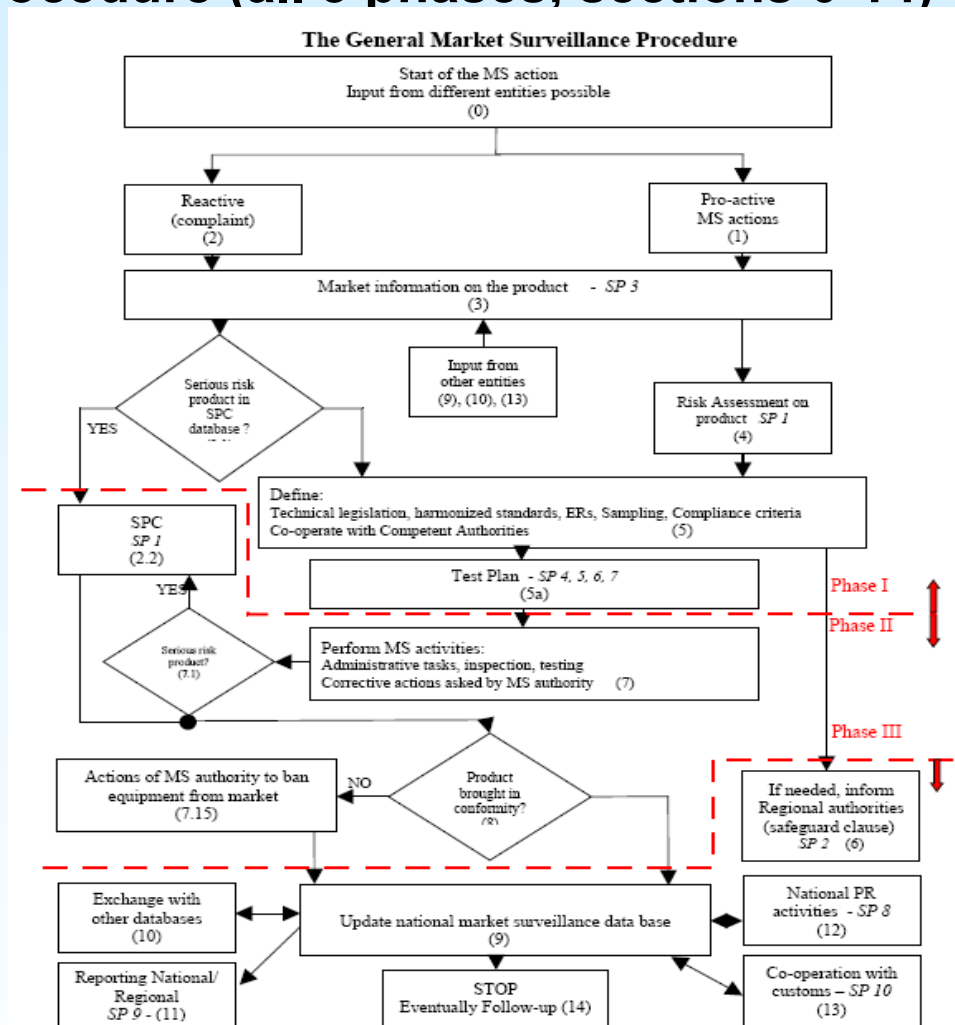 The General Market Surveillance Procedure
Start of the MS action
Input from different entities possible
(0)
Reactive
(complaint)
(2)
Pro-active
MS actions
(1)
Market information on the product - SP 3
(3)
Serious risk
product in
SPC
database ?
YES
Input from
other entities
(9), (10), (13)
Risk Assessment on
product SP 1
(4)
Define:
Technical legislation, harmonized standards, ERs, Sampling, Compliance criteria
Co-operate with Competent Authorities (5)
SPC
SP 1
(2.2)
Test Plan - SP 4, 5, 6, 7
(5a)
YES
Phase I
Phase II
Serious risk
product?
(7.1)
Perform MS activities:
Administrative tasks, inspection, testing
Corrective actions asked by MS authority (7)
Phase III
Actions of MS authority to ban
equipment from market
(7.15)
NO
Product
brought in
conformity?
(8)
If needed, inform
Regional authorities
(safeguard clause)
SP 2 (6)
Exchange with
other databases
(10)
Update national market surveillance data base
(9)
National PR
activities - SP 8
(12)
Reporting National/
Regional
SP 9 - (11)
STOP
Eventually Follow-up (14)
Co-operation with
customs – SP 10
(13)